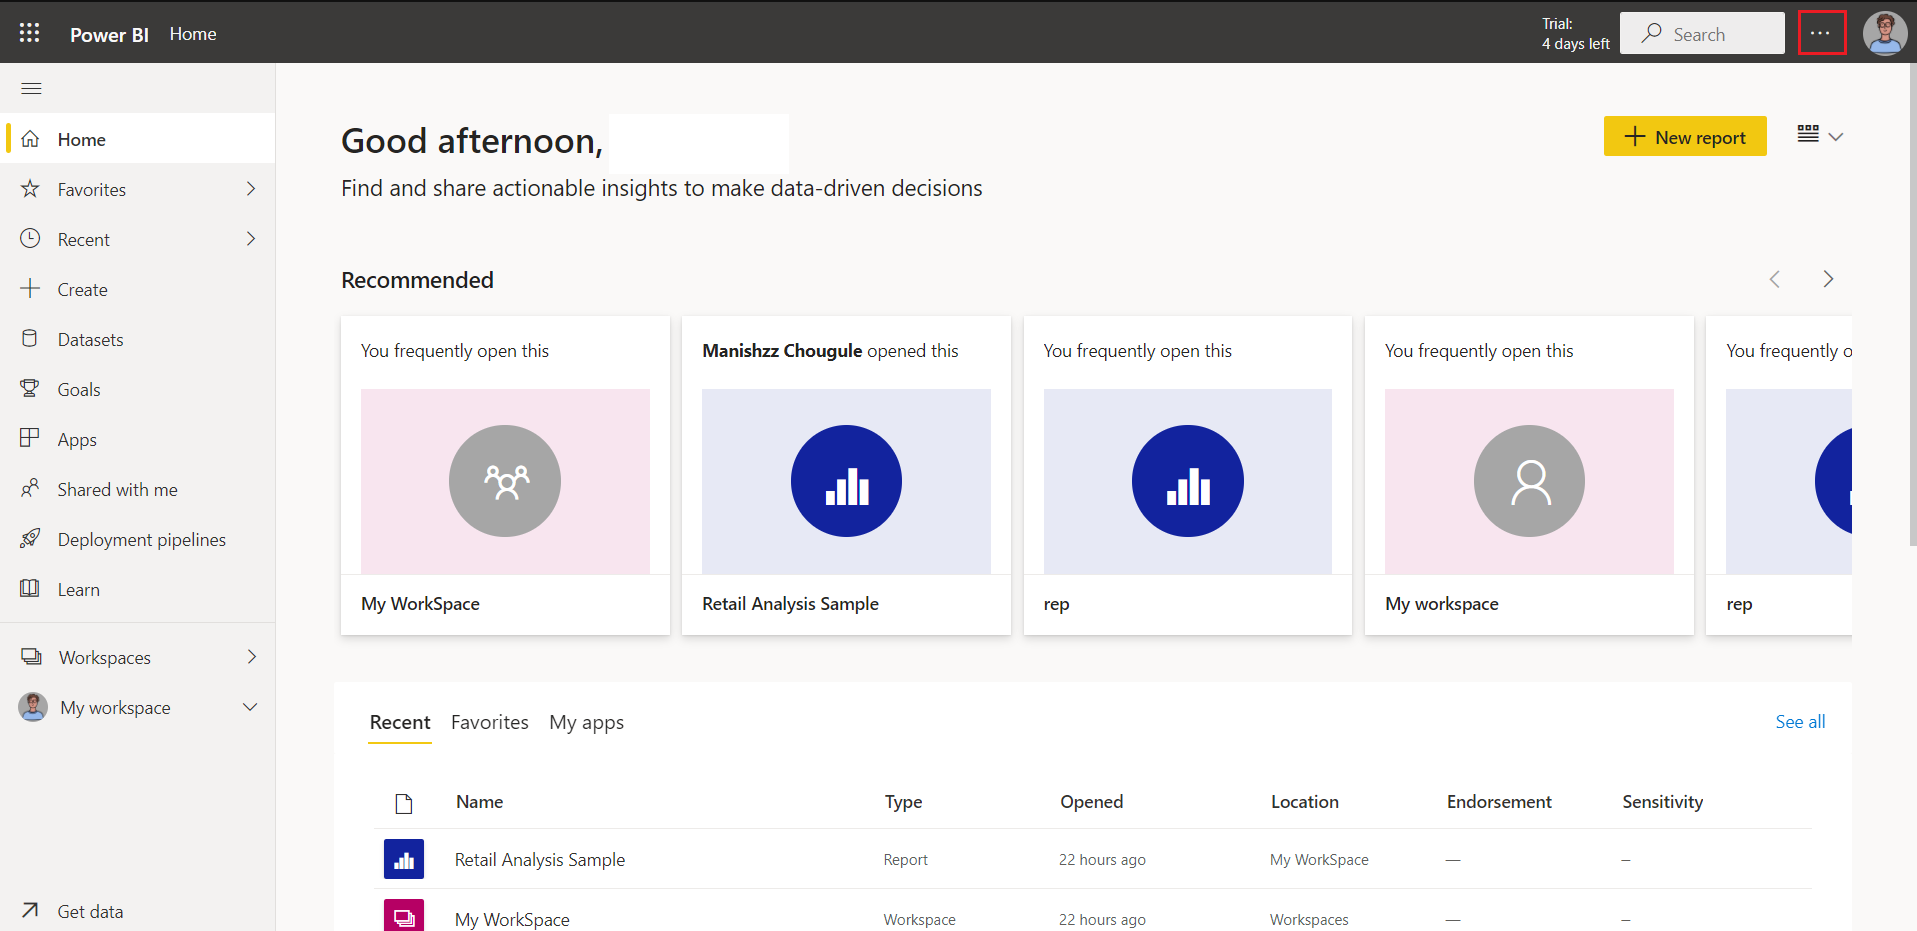 Power BI Home
Trial:
4 days left
Search
Home
Favorites
Recent
Create
Datasets
Goals
Apps
Shared with me
Deployment pipelines
Learn
Workspaces
My workspace
Get data
Good afternoon,
Find and share actionable insights to make data-driven decisions
New report
Recommended
You frequently open this
My WorkSpace
Manishzz Chougule opened this
Retail Analysis Sample
You frequently open this
rep
You frequently open this
My workspace
You frequently o
rep
Recent Favorites My apps
See all
Name Type Opened Location Endorsement Sensitivity
Retail Analysis Sample Report 22 hours ago My WorkSpace — –
My WorkSpace Workspace 22 hours ago Workspaces — –